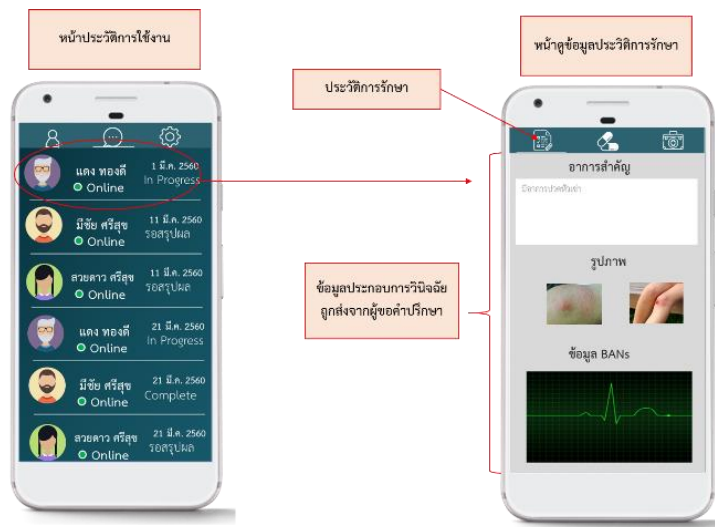 หน้าประวัติการใช้งาน
แดง ทองดี
1 มี.ค. 2560
Online
In Progress
มีชัย ศรีสุข
11 มี.ค. 2560
Online
รอสรุปผล
สวยดาว ศรีสุข
11 มี.ค. 2560
Online
รอสรุปผล
แดง ทองดี
21 มี.ค. 2560
Online
In Progress
มีชัย ศรีสุข
21 มี.ค. 2560
Online
Complete
สวยดาว ศรีสุข
21 มี.ค. 2560
Online
รอสรุปผล
ประวัติการรักษา
ข้อมูลประกอบการวินิจฉัย
ถูกส่งจากผู้ขอคำปรึกษา
หน้าดูข้อมูลประวัติการรักษา
อาการสำคัญ
รูปภาพ
ข้อมูล BANs